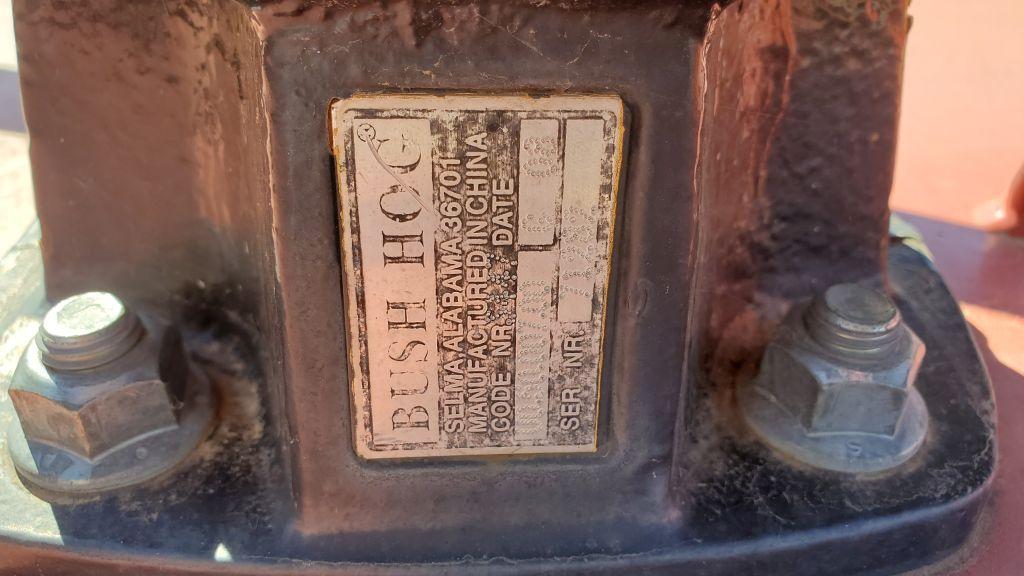 BUSH HOG
SELMA, ALABAMA 36701
MANUFACTURED IN CHINA
CODE NR. DATE
SER. NR.